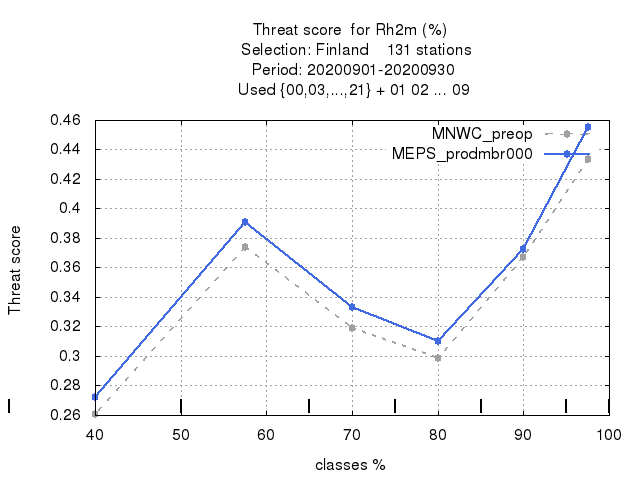 Threat score for Rh2m (%)
Selection: Finland 131 stations
Period: 20200901-20200930
Used {00,03,...,21} + 01 02 ... 09
0.46
0.44
0.42
0.4
0.38
0.36
0.34
0.32
0.3
0.28
0.26
Threat score
MNWC_preop
MEPS_prodmbr000
40 50 60 70 80 90 100
classes %